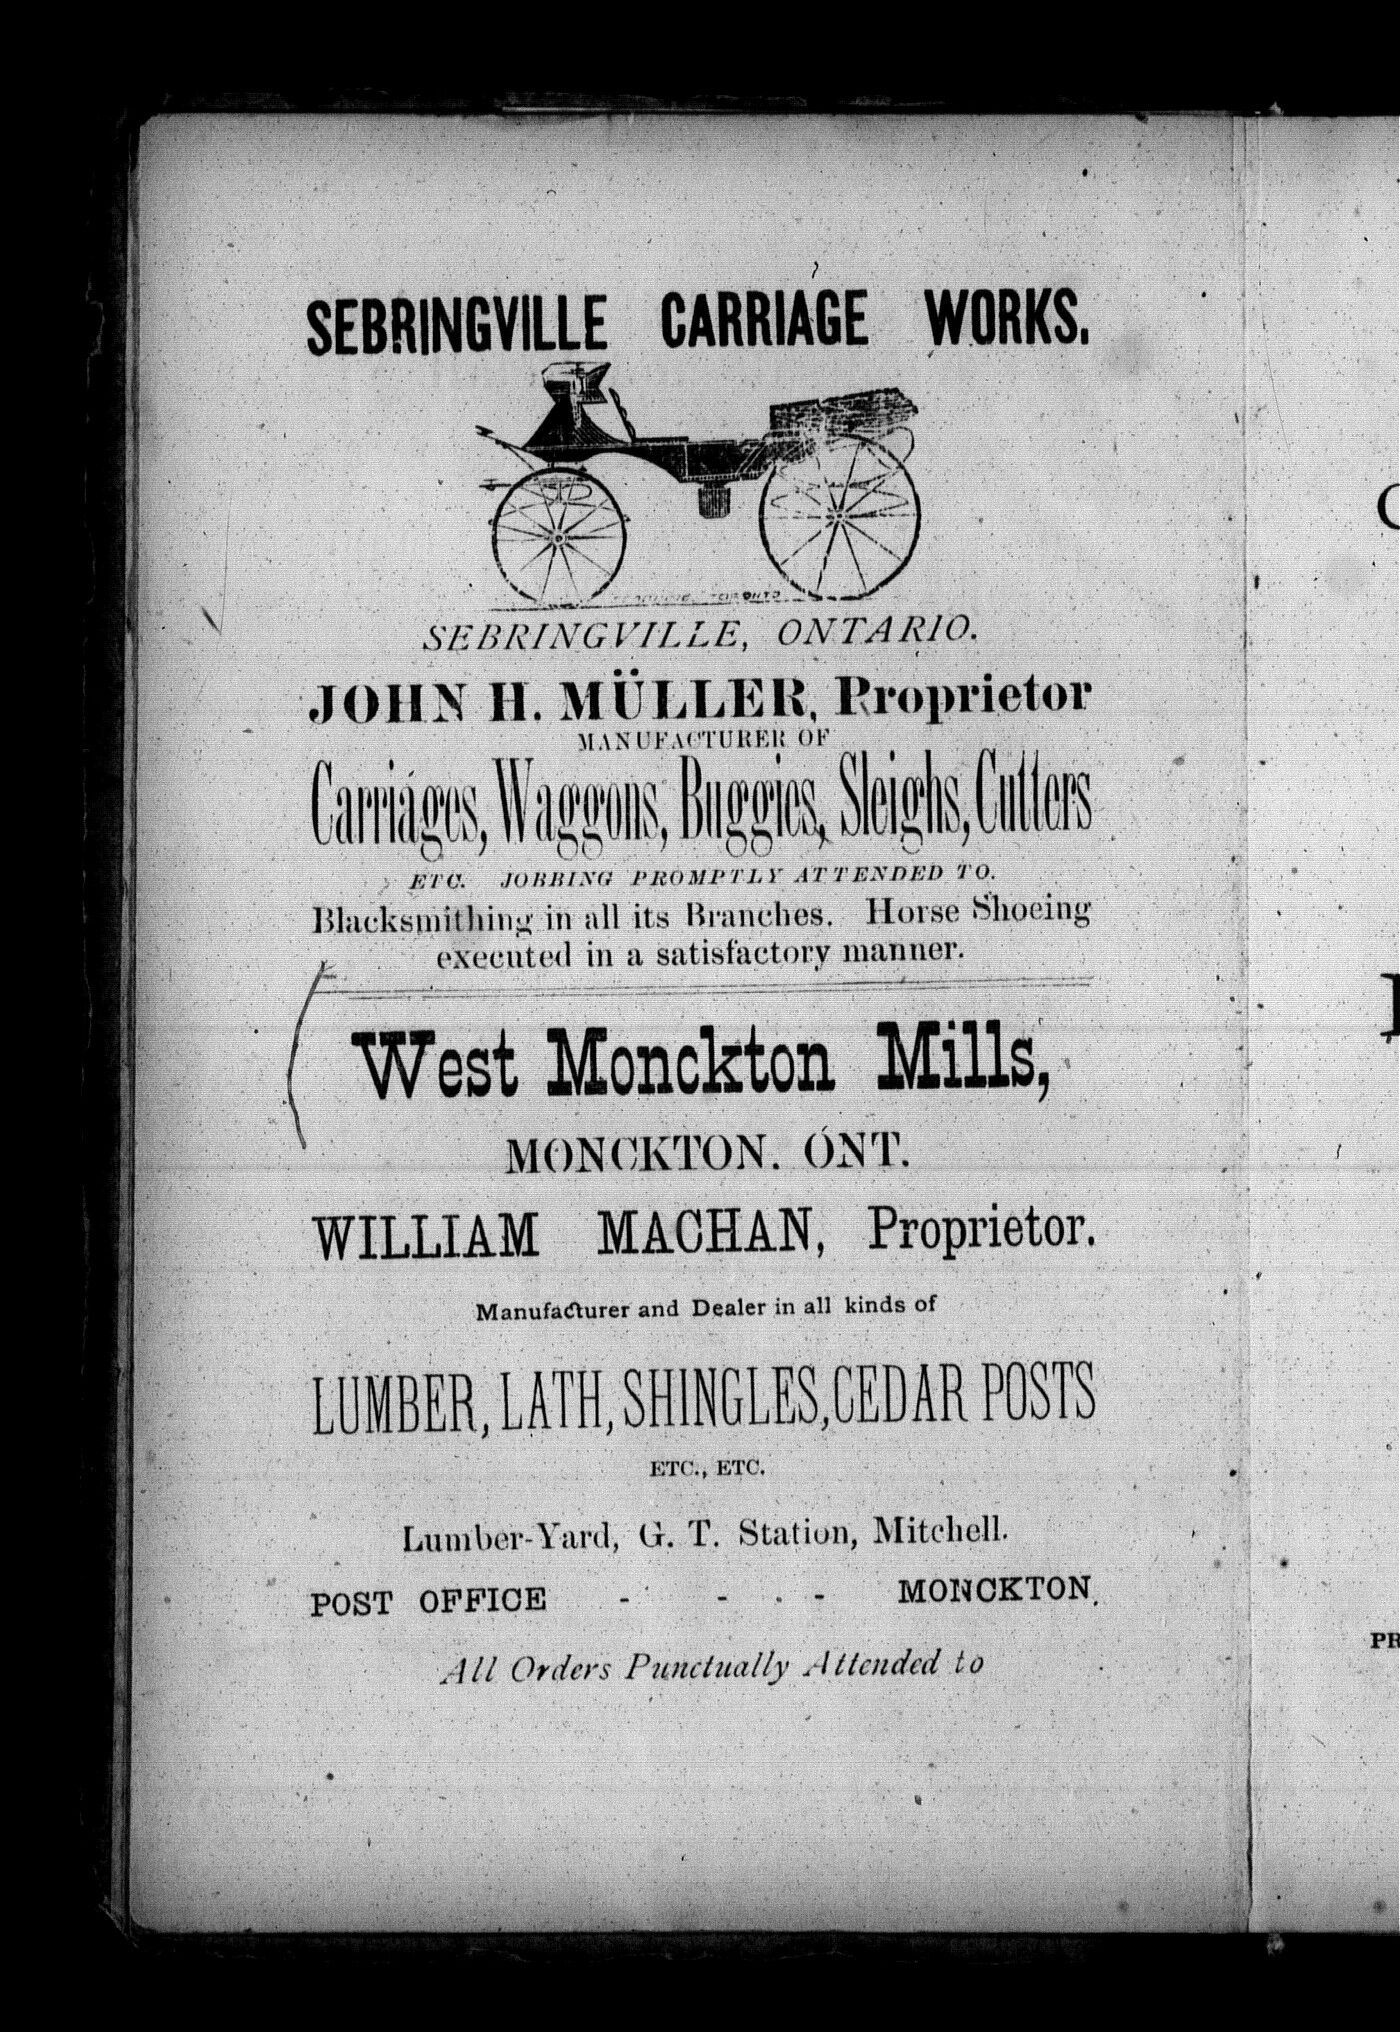 SEBRINGVILLE CARRIAGE WORKS.
TORONTO
SEBRINGVILLE, ONTARIO.
JOHN H. MÜLLER, Proprietor
MANUFACTURER OF
Carriages, Waggons, Buggies, Sleighs, Cutters
ETC. JOBBING PROMPTLY ATTENDED TO.
Blacksmithing in all its Branches. Horse Shoeing
executed in a satisfactory manner.
West Monckton Mills,
MONCKTON. ONT.
WILLIAM MACHAN, Proprietor.
Manufacturer and Dealer in all kinds of
LUMBER, LATH, SHINGLES, CEDAR POSTS
ETC., ETC.
Lumber-Yard, G. T. Station, Mitchell.
POST OFFICE - - - - MONCKTON.
All Orders Punctually Attended to
PR